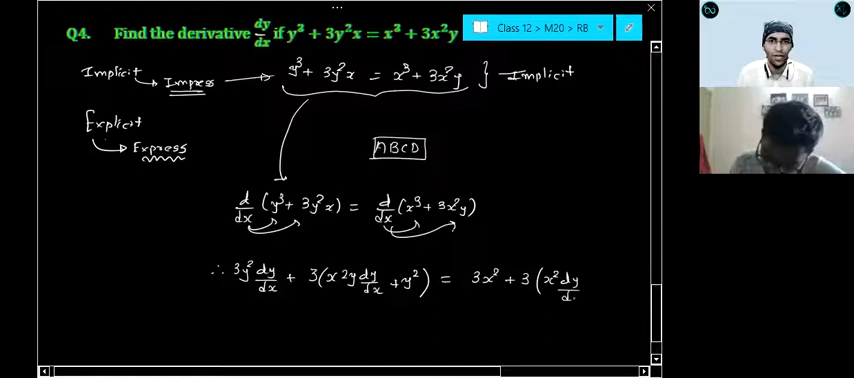 Q4. Find the derivative dy/dx if y³ + 3y²x = x³ + 3x²y
Class 12 > M20 > RB
Implicit → Impress → y³ + 3y²x = x³ + 3x²y } — Implicit
Explicit
→ Express
ABCD
d/dx (y³ + 3y²x) = d/dx (x³ + 3x²y)
∴ 3y² dy/dx + 3(x 2y dy/dx + y²) = 3x² + 3 (x² dy/d